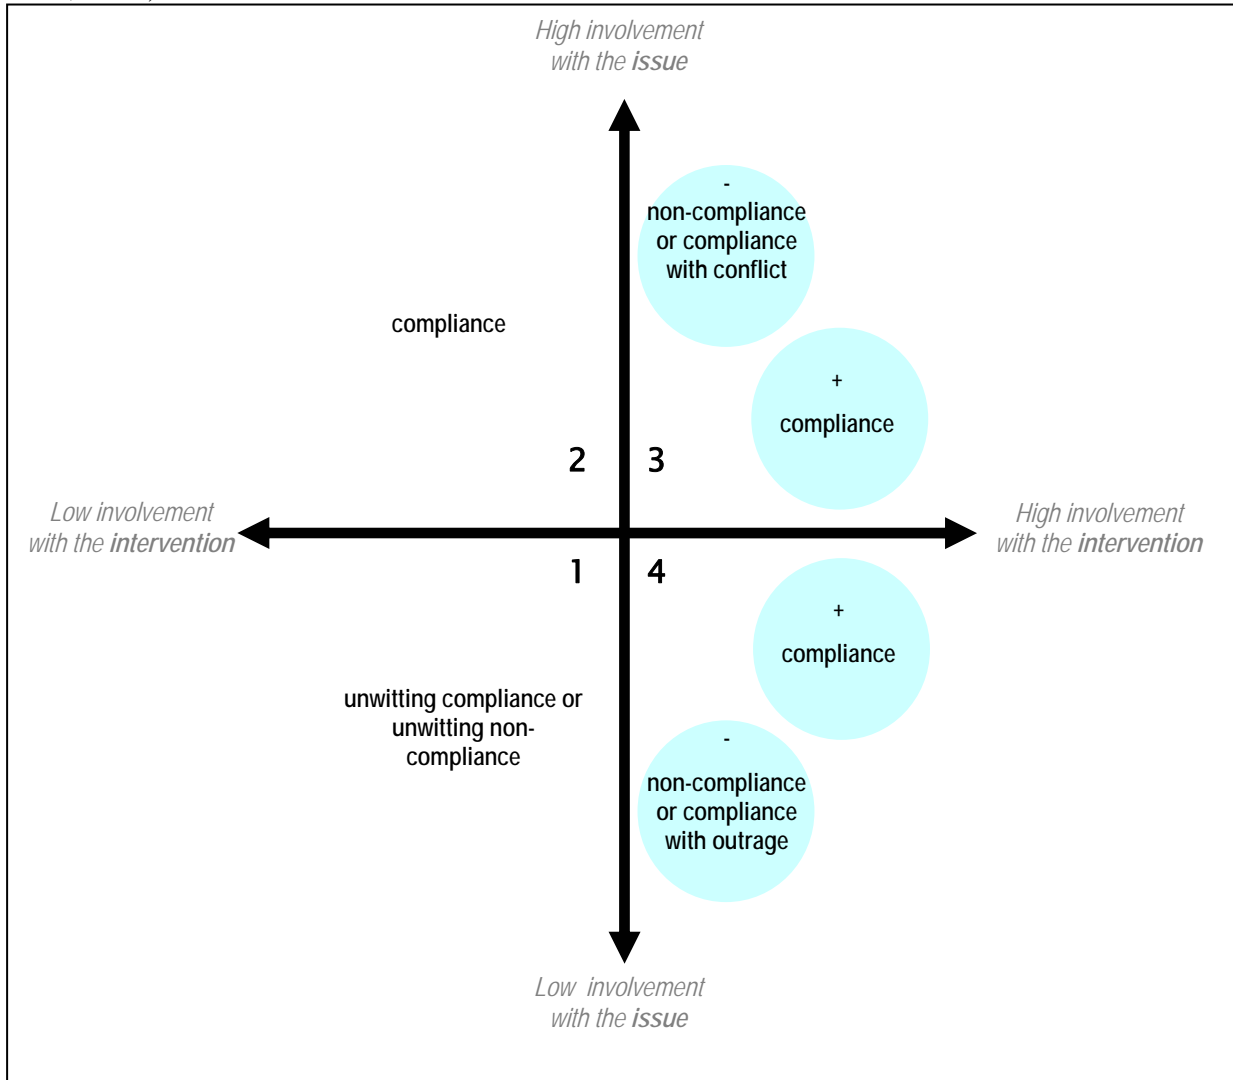 High involvement
with the issue
-
non-compliance
or compliance
with conflict
compliance
+
compliance
2
3
Low involvement
with the intervention
High involvement
with the intervention
1
4
+
compliance
unwitting compliance or
unwitting non-
compliance
-
non-compliance
or compliance
with outrage
Low involvement
with the issue